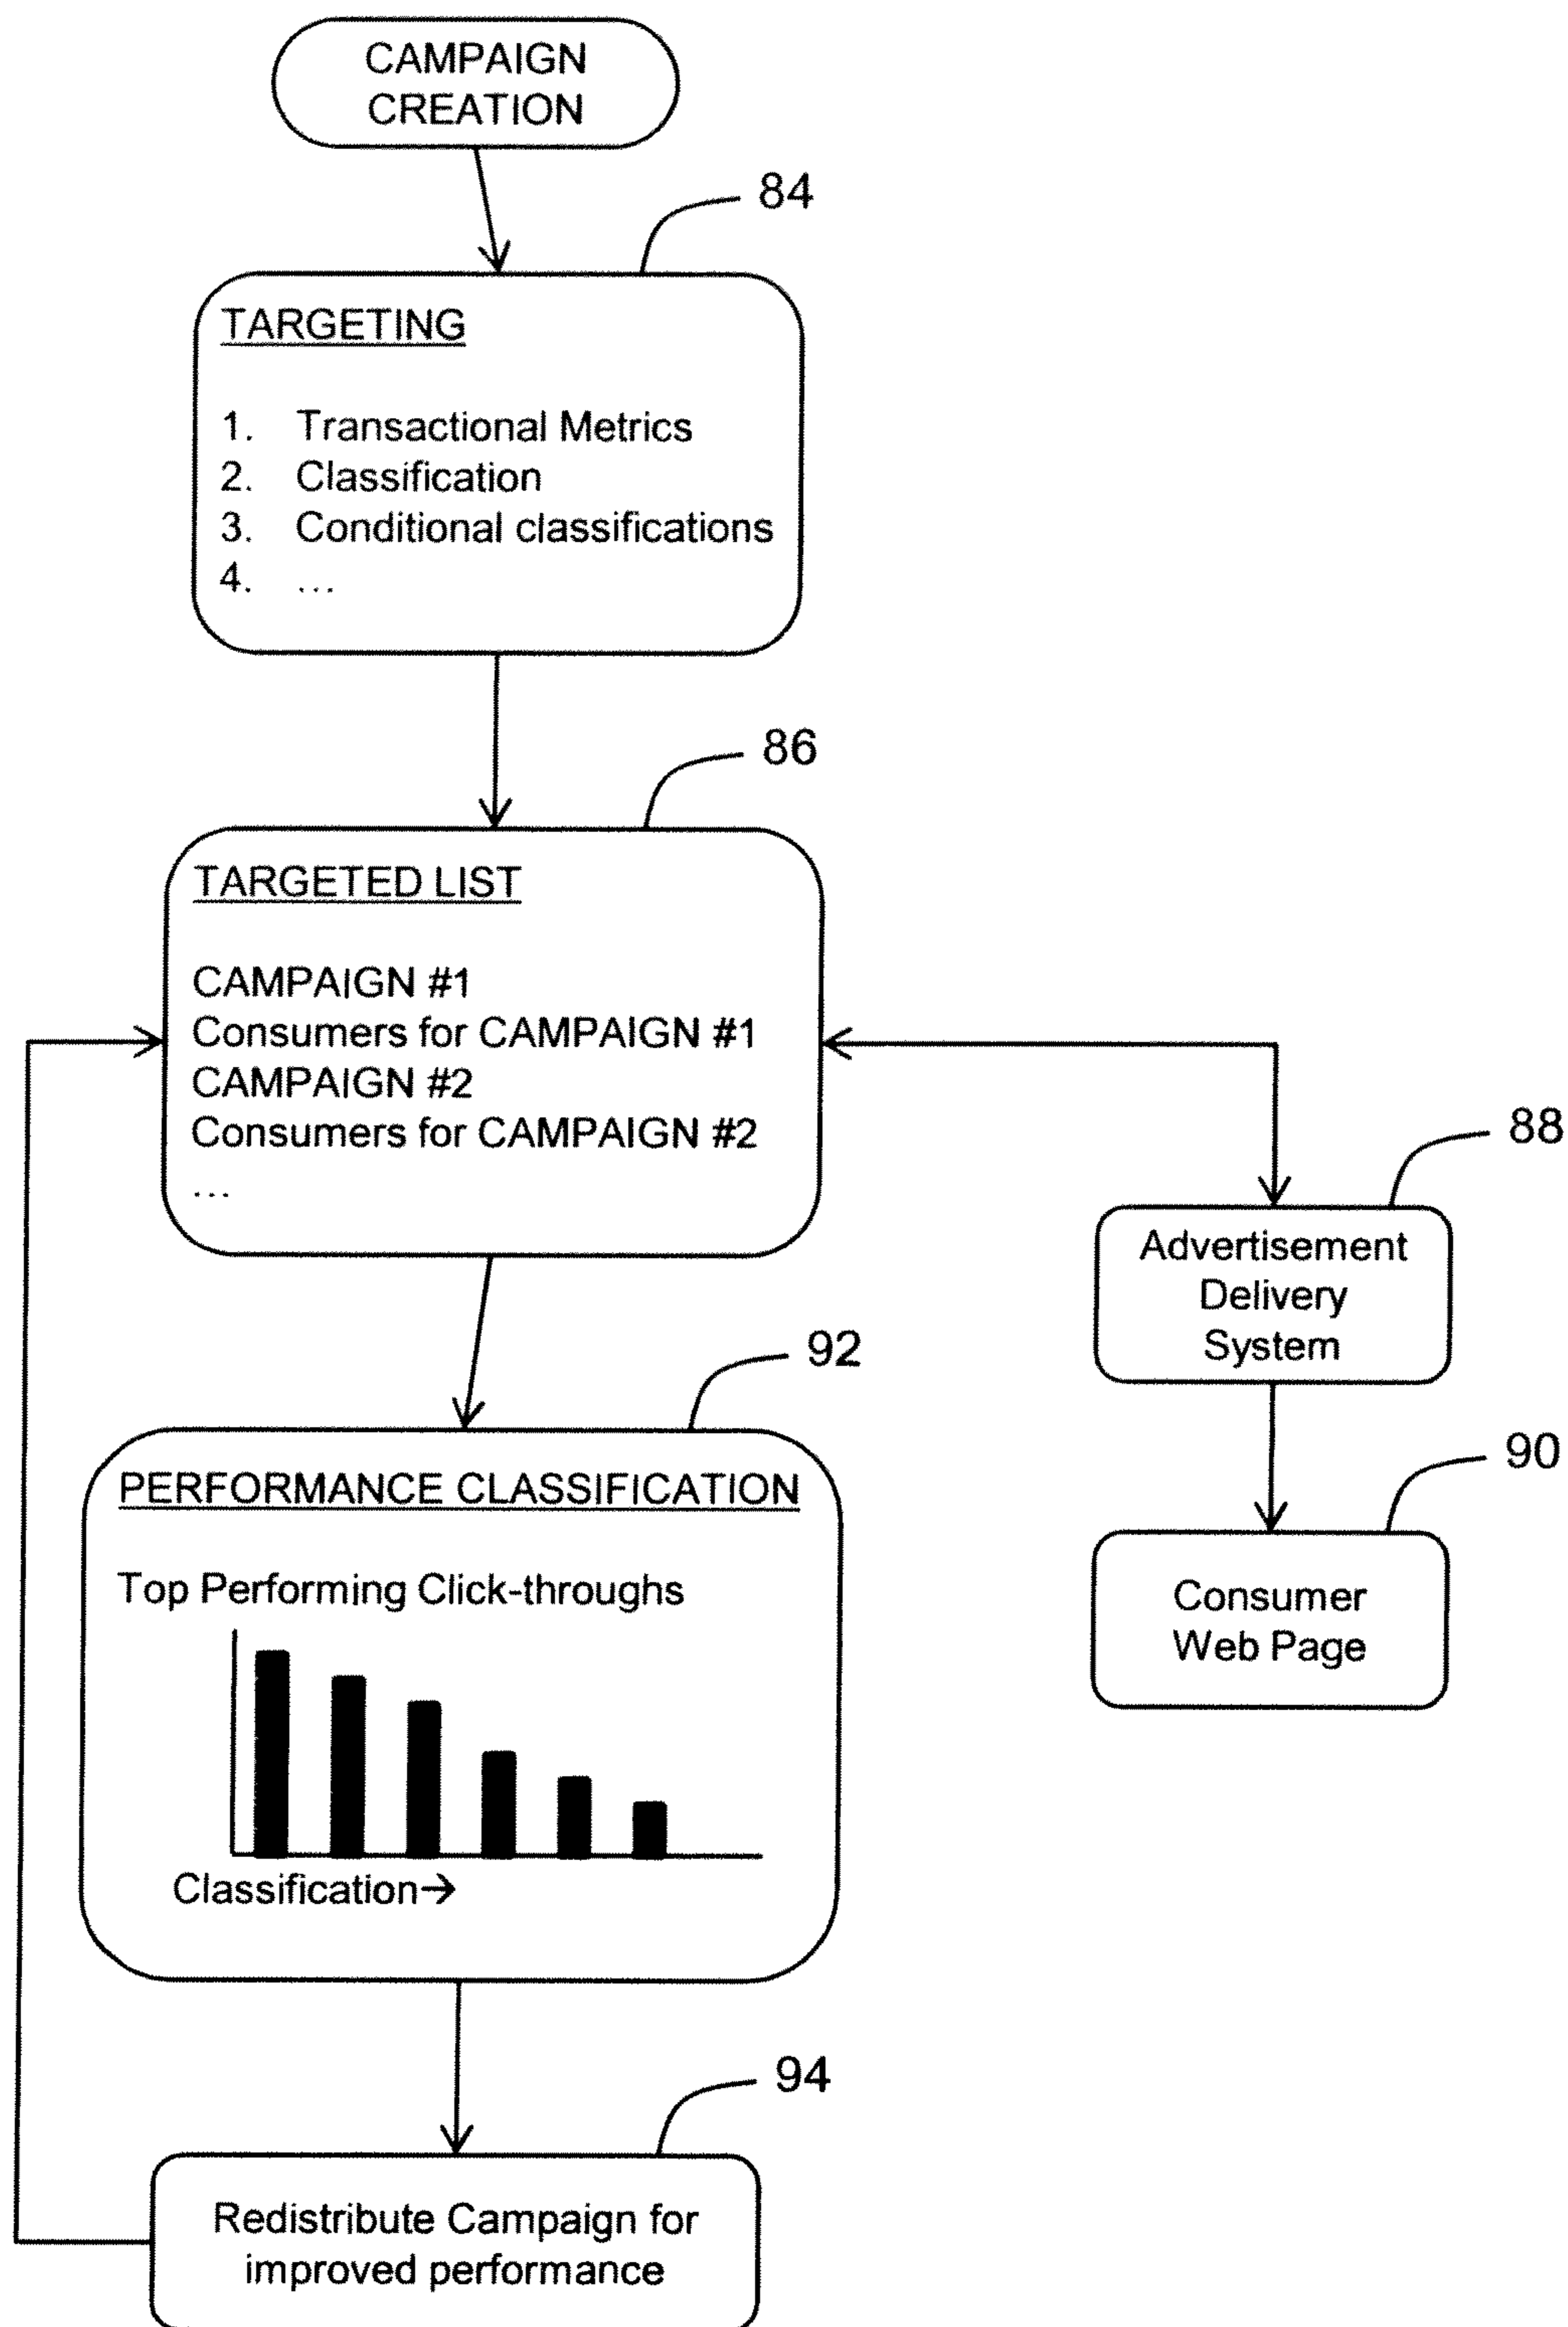 CAMPAIGN
CREATION
84
TARGETING
1. Transactional Metrics
2. Classification
3. Conditional classifications
4. ...
86
TARGETED LIST
CAMPAIGN #1
Consumers for CAMPAIGN #1
CAMPAIGN #2
Consumers for CAMPAIGN #2
...
88
Advertisement
Delivery
System
92
PERFORMANCE CLASSIFICATION
Top Performing Click-throughs
Classification→
90
Consumer
Web Page
94
Redistribute Campaign for
improved performance